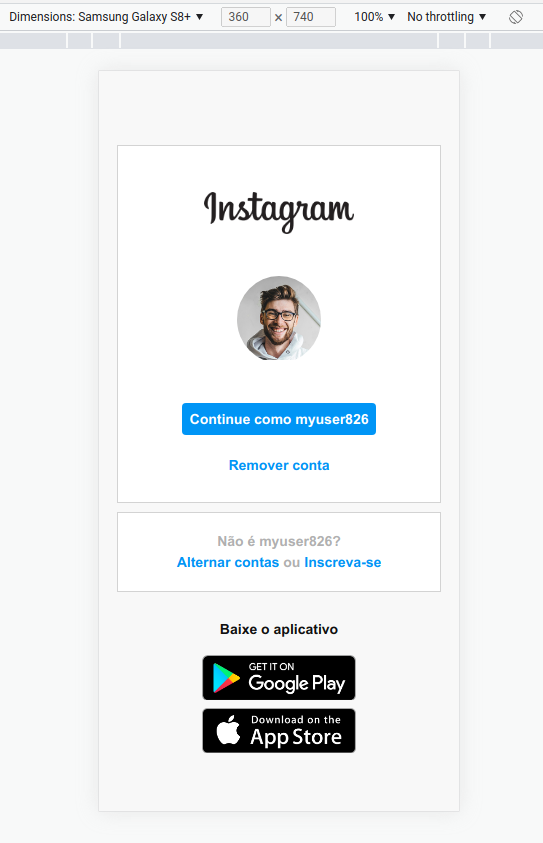 Dimensions: Samsung Galaxy S8+ ▼ 360 × 740 100% ▼ No throttling ▼
Instagram
Continue como myuser826
Remover conta
Não é myuser826?
Alternar contas ou Inscreva-se
Baixe o aplicativo
GET IT ON
Google Play
Download on the
App Store